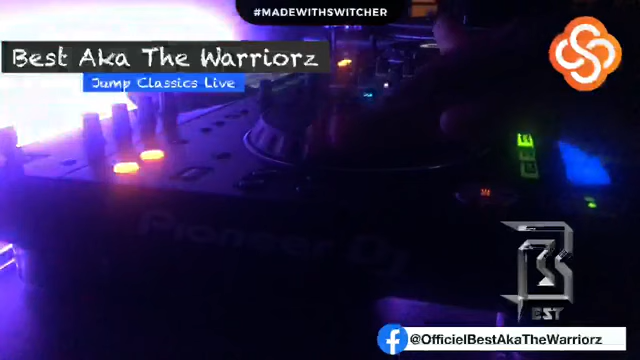 #MADEWITHSWITCHER
Best Aka The Warriorz
Jump Classics Live
Pioneer Dj
BEST
@OfficielBestAkaTheWarriorz